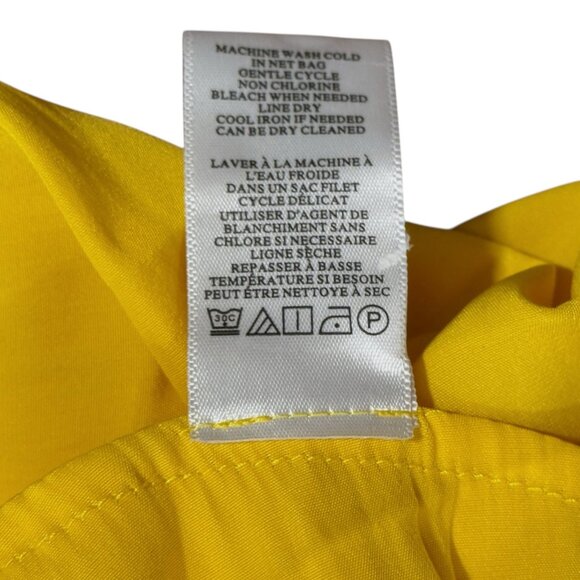 MACHINE WASH COLD
IN NET BAG
GENTLE CYCLE
NON CHLORINE
BLEACH WHEN NEEDED
LINE DRY
COOL IRON IF NEEDED
CAN BE DRY CLEANED
LAVER À LA MACHINE À
L'EAU FROIDE
DANS UN SAC FILET
CYCLE DÉLICAT
UTILISER D'AGENT DE
BLANCHIMENT SANS
CHLORE SI NECESSAIRE
LIGNE SÈCHE
REPASSER À BASSE
TEMPÉRATURE SI BESOIN
PEUT ÉTRE NETTOYÉ À SEC
30C P